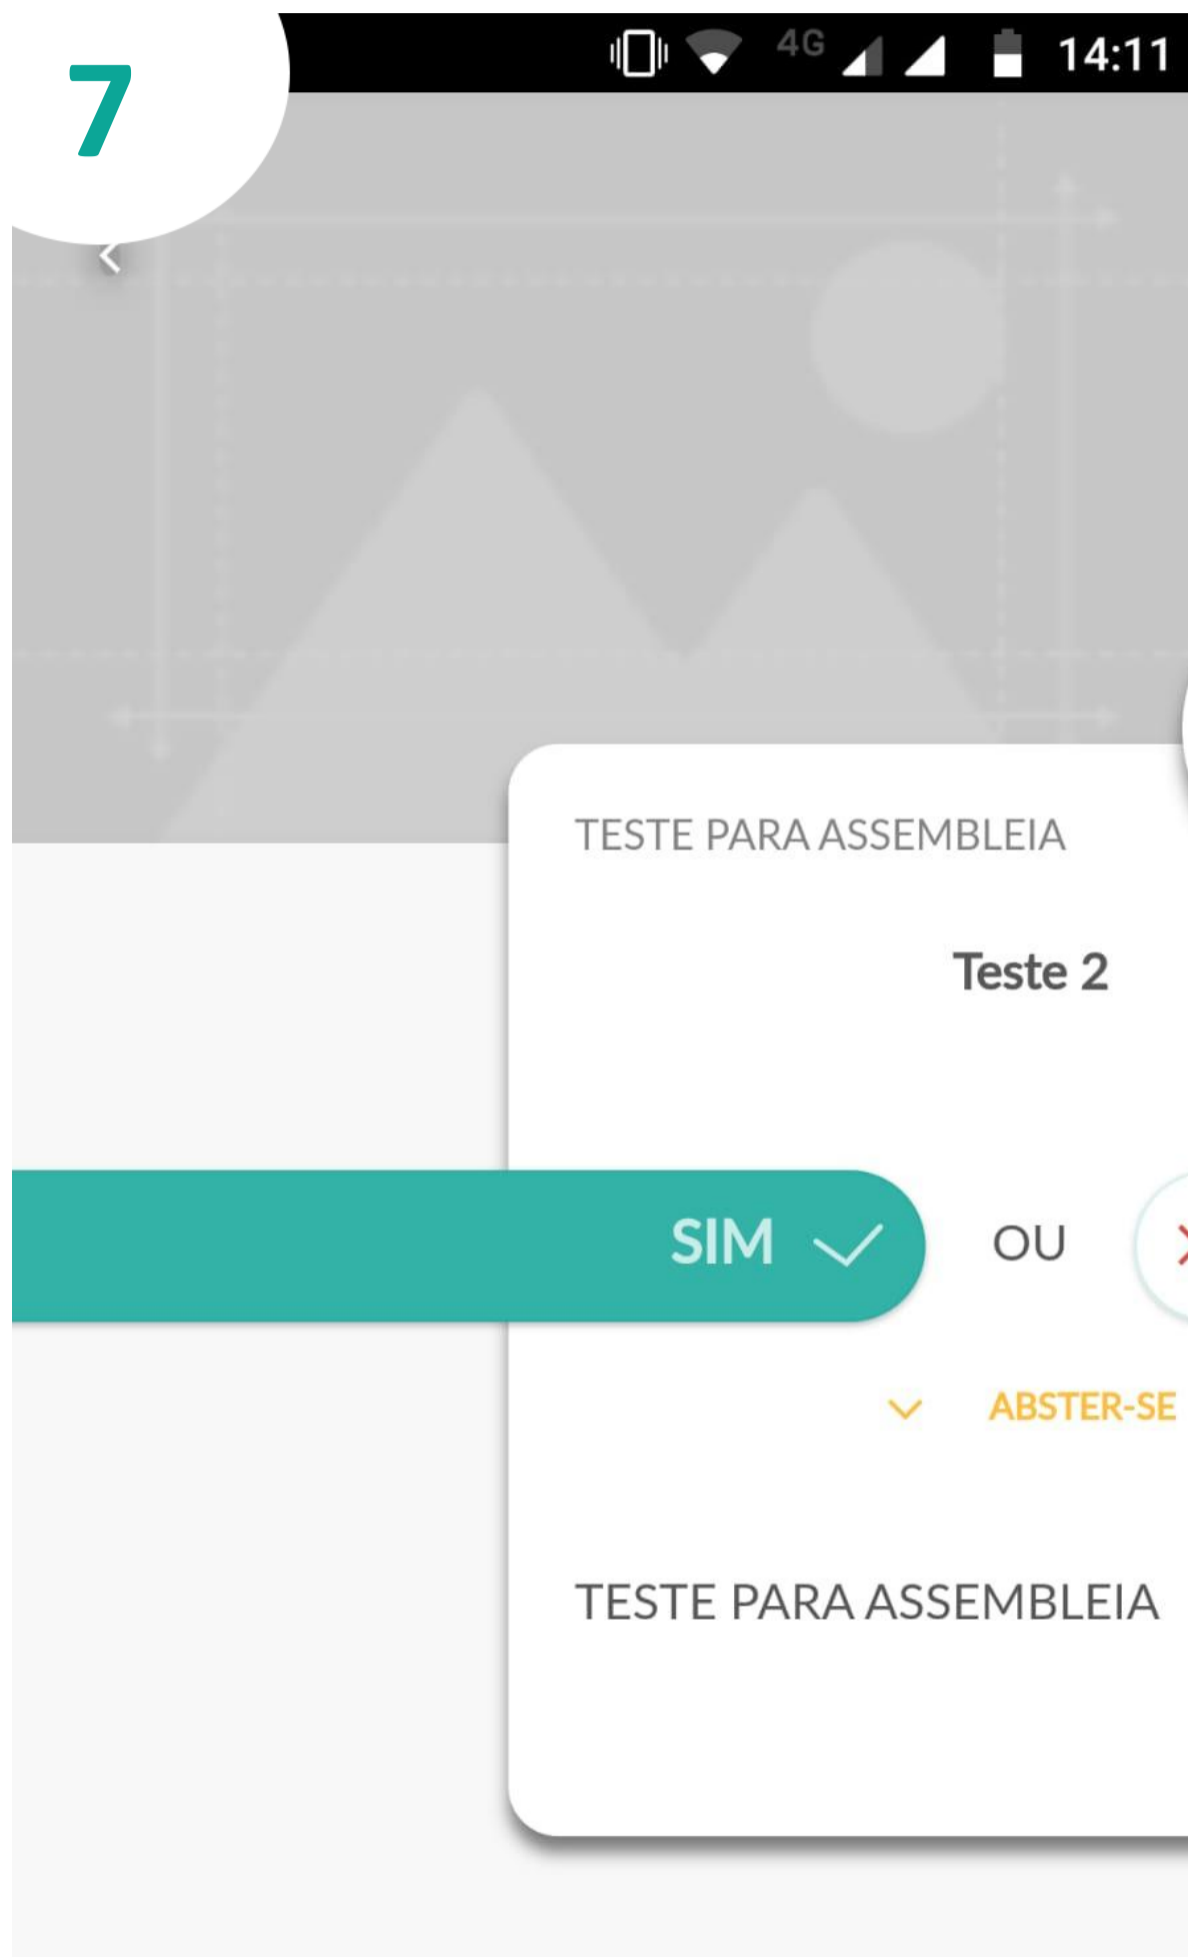 7
4G 14:11
TESTE PARA ASSEMBLEIA
Teste 2
SIM OU
ABSTER-SE
TESTE PARA ASSEMBLEIA